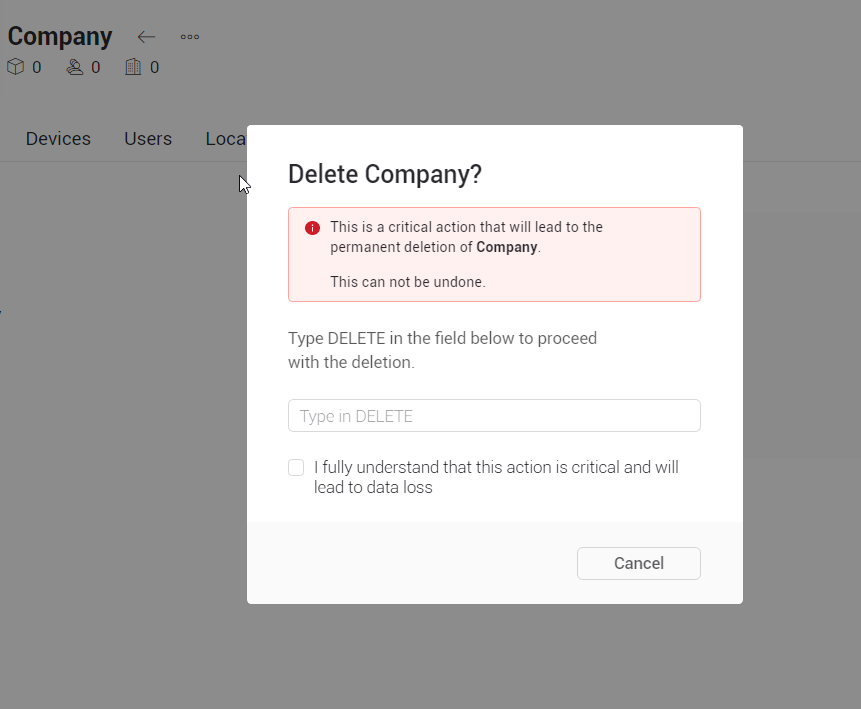 Company
0 0 0
Devices Users Loca
Delete Company?
This is a critical action that will lead to the
permanent deletion of Company.
This can not be undone.
Type DELETE in the field below to proceed
with the deletion.
Type in DELETE
I fully understand that this action is critical and will
lead to data loss
Cancel